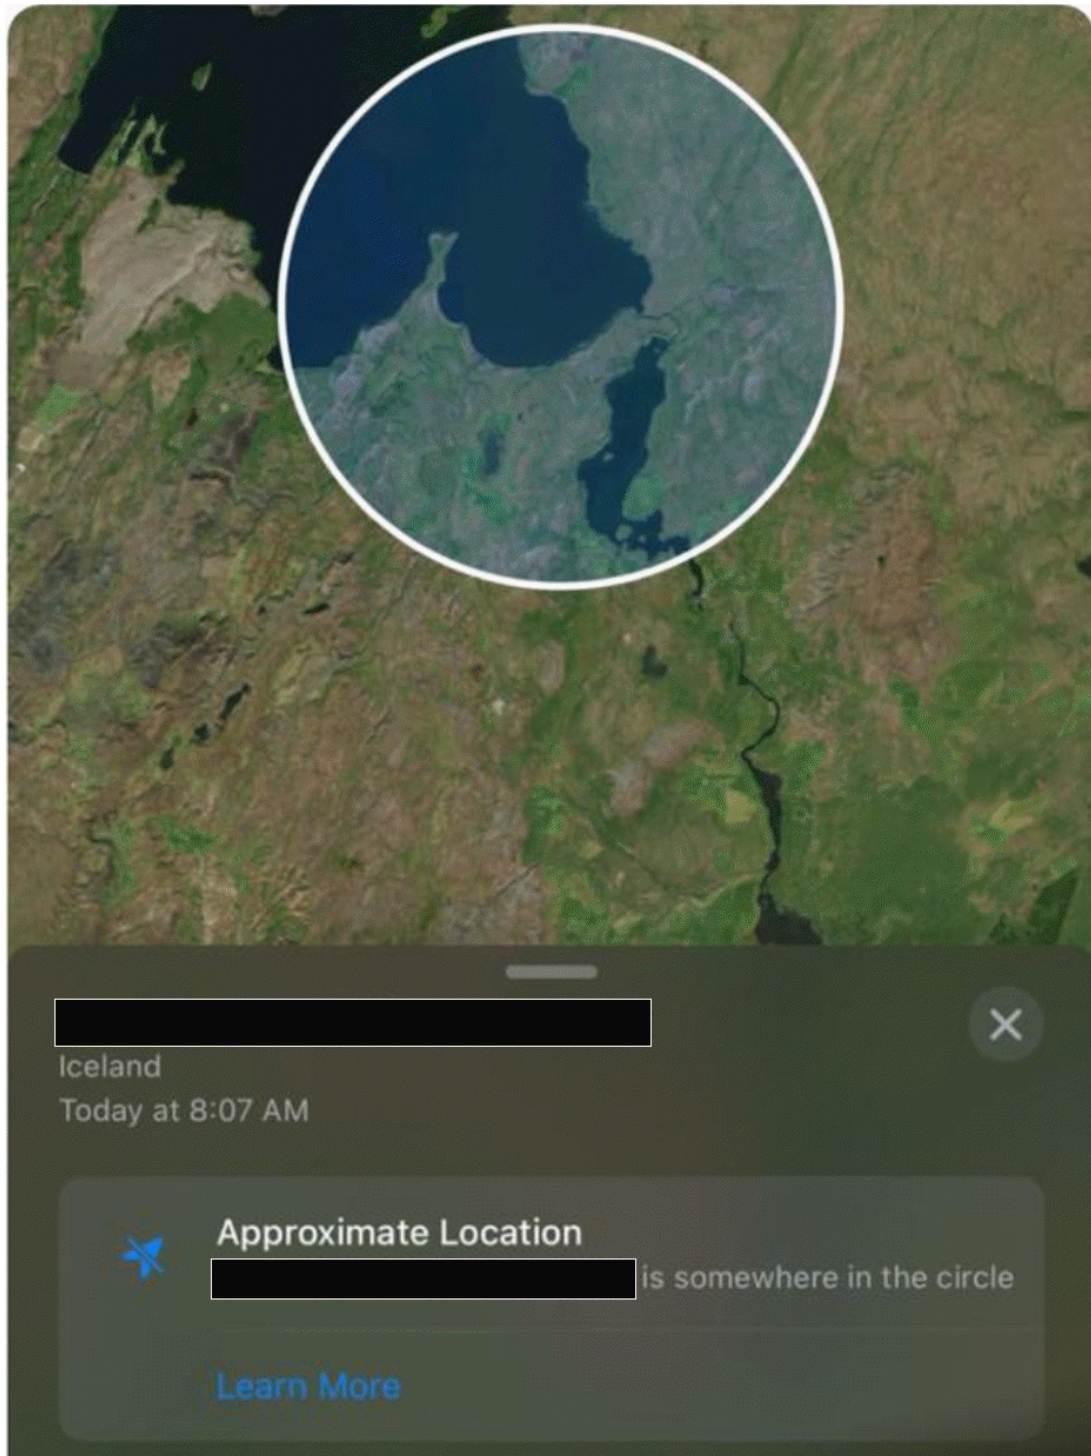 Iceland
Today at 8:07 AM
Approximate Location
is somewhere in the circle
Learn More